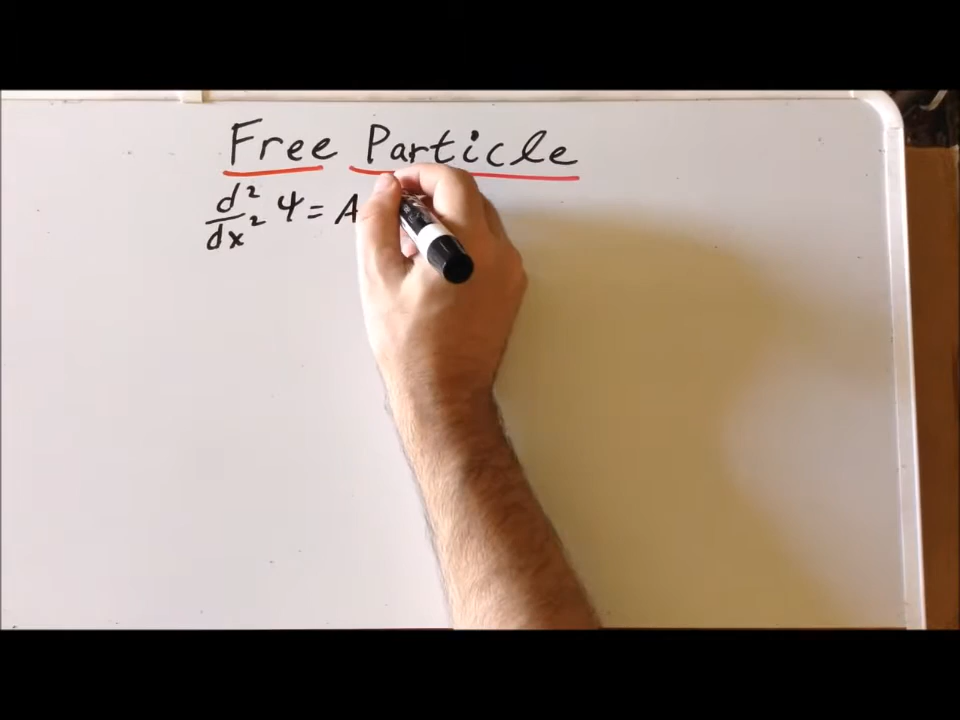 Free Particle
d²/dx² Ψ = A